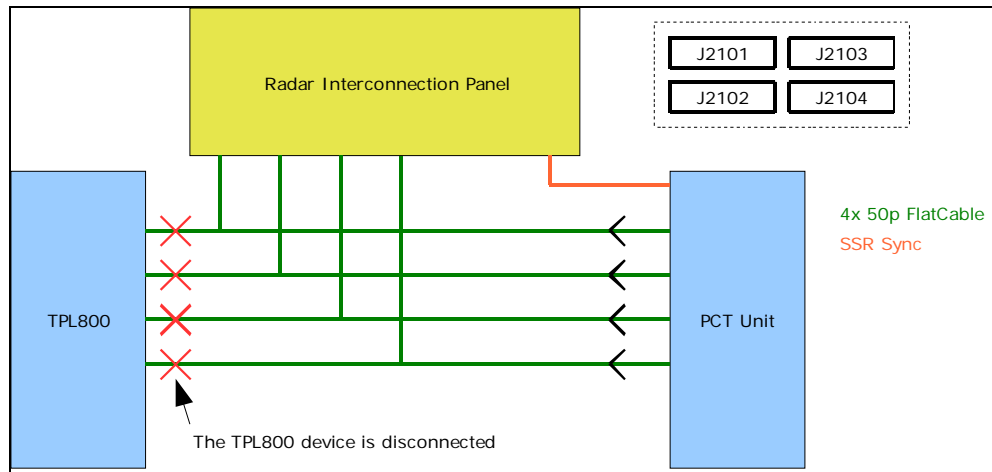 Radar Interconnection Panel
J2101
J2103
J2102
J2104
4x 50p FlatCable
SSR Sync
TPL800
PCT Unit
The TPL800 device is disconnected